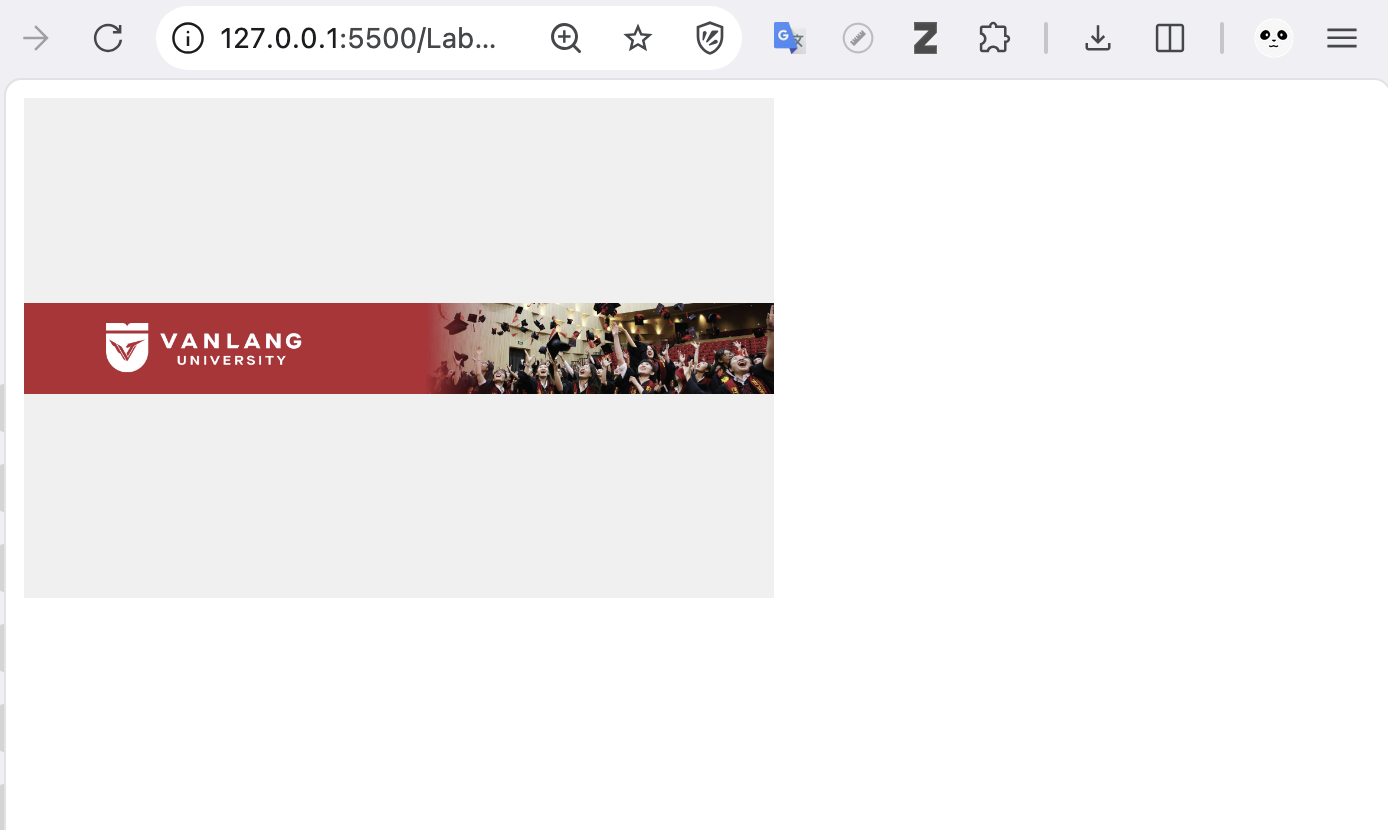 127.0.0.1:5500/Lab...
G
Z
VANLANG
UNIVERSITY